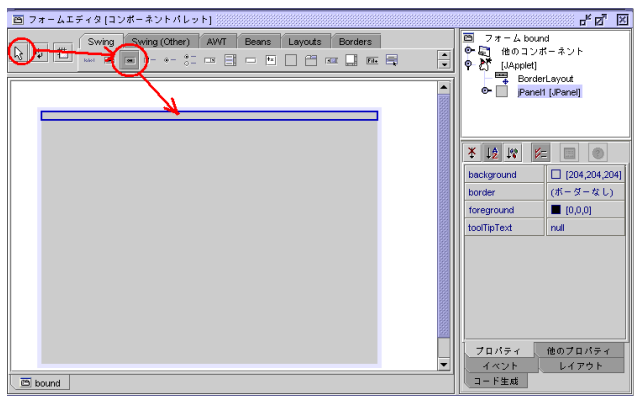 フォームエディタ [コンポーネントパレット]
Swing Swing (Other) AWT Beans Layouts Borders
bound
フォーム bound
他のコンポーネント
[JApplet]
BorderLayout
jPanel1 [JPanel]
background [204,204,204]
border (ボーダーなし)
foreground [0,0,0]
toolTipText null
プロパティ 他のプロパティ
イベント レイアウト
コード生成